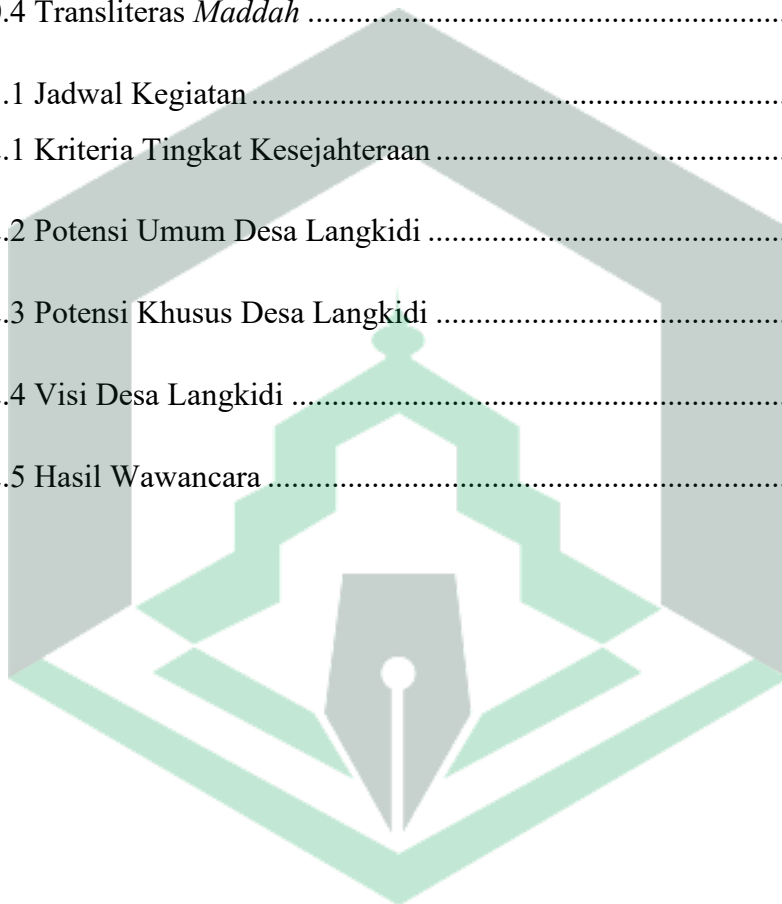 .4 Transliteras Maddah ........................................................
.1 Jadwal Kegiatan ................................................................
.1 Kriteria Tingkat Kesejahteraan ..........................................
.2 Potensi Umum Desa Langkidi ...........................................
.3 Potensi Khusus Desa Langkidi ..........................................
.4 Visi Desa Langkidi ...........................................................
.5 Hasil Wawancara ..............................................................